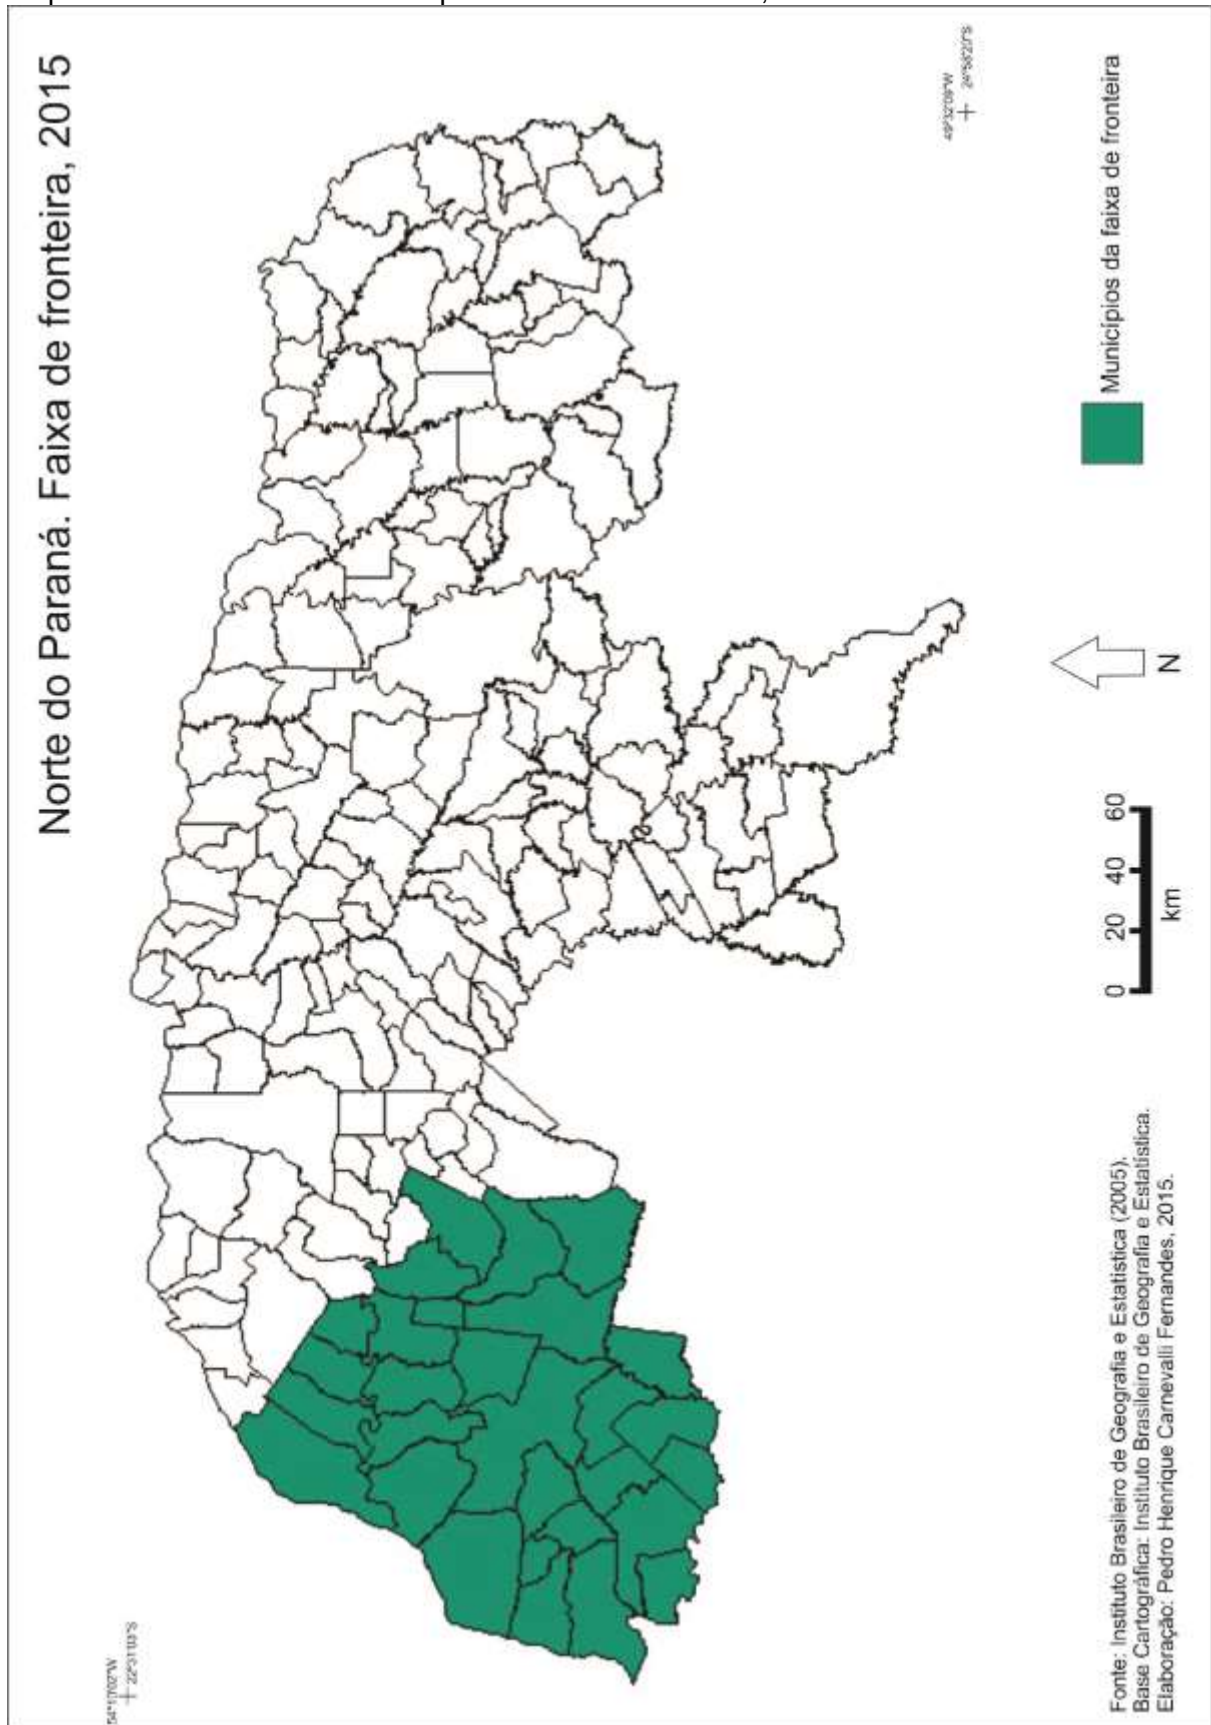 Norte do Paraná. Faixa de fronteira, 2015
Municípios da faixa de fronteira
N
0 20 40 60
km
Fonte: Instituto Brasileiro de Geografia e Estatística (2005).
Base Cartográfica: Instituto Brasileiro de Geografia e Estatística.
Elaboração: Pedro Henrique Carnevalli Fernandes, 2015.